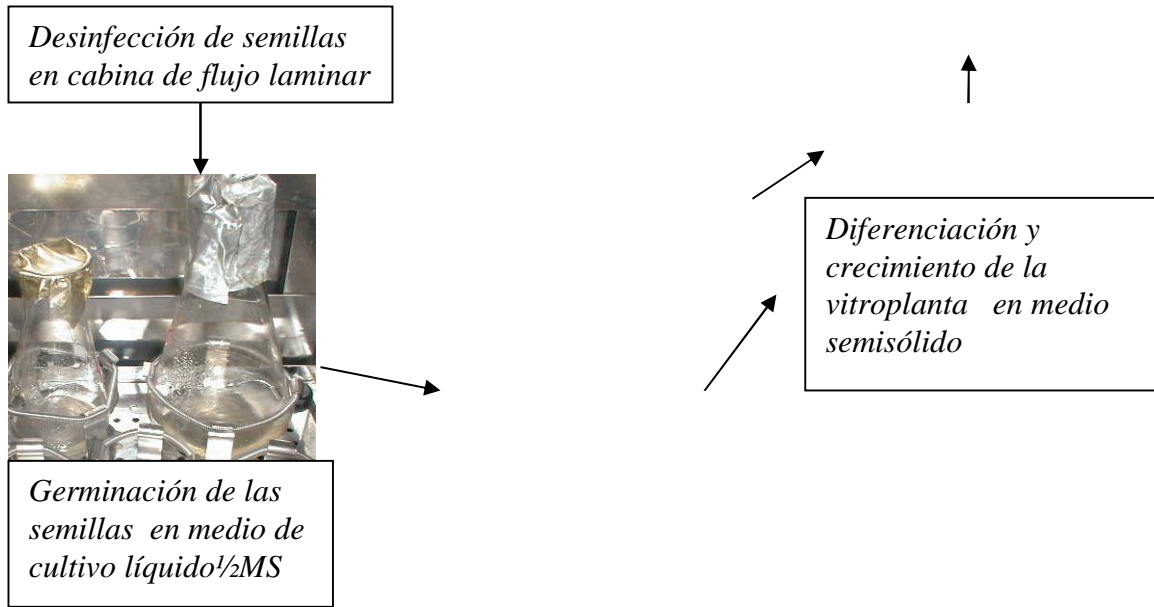 Desinfección de semillas
en cabina de flujo laminar
Diferenciación y
crecimiento de la
vitroplanta en medio
semisólido
Germinación de las
semillas en medio de
cultivo líquido½MS